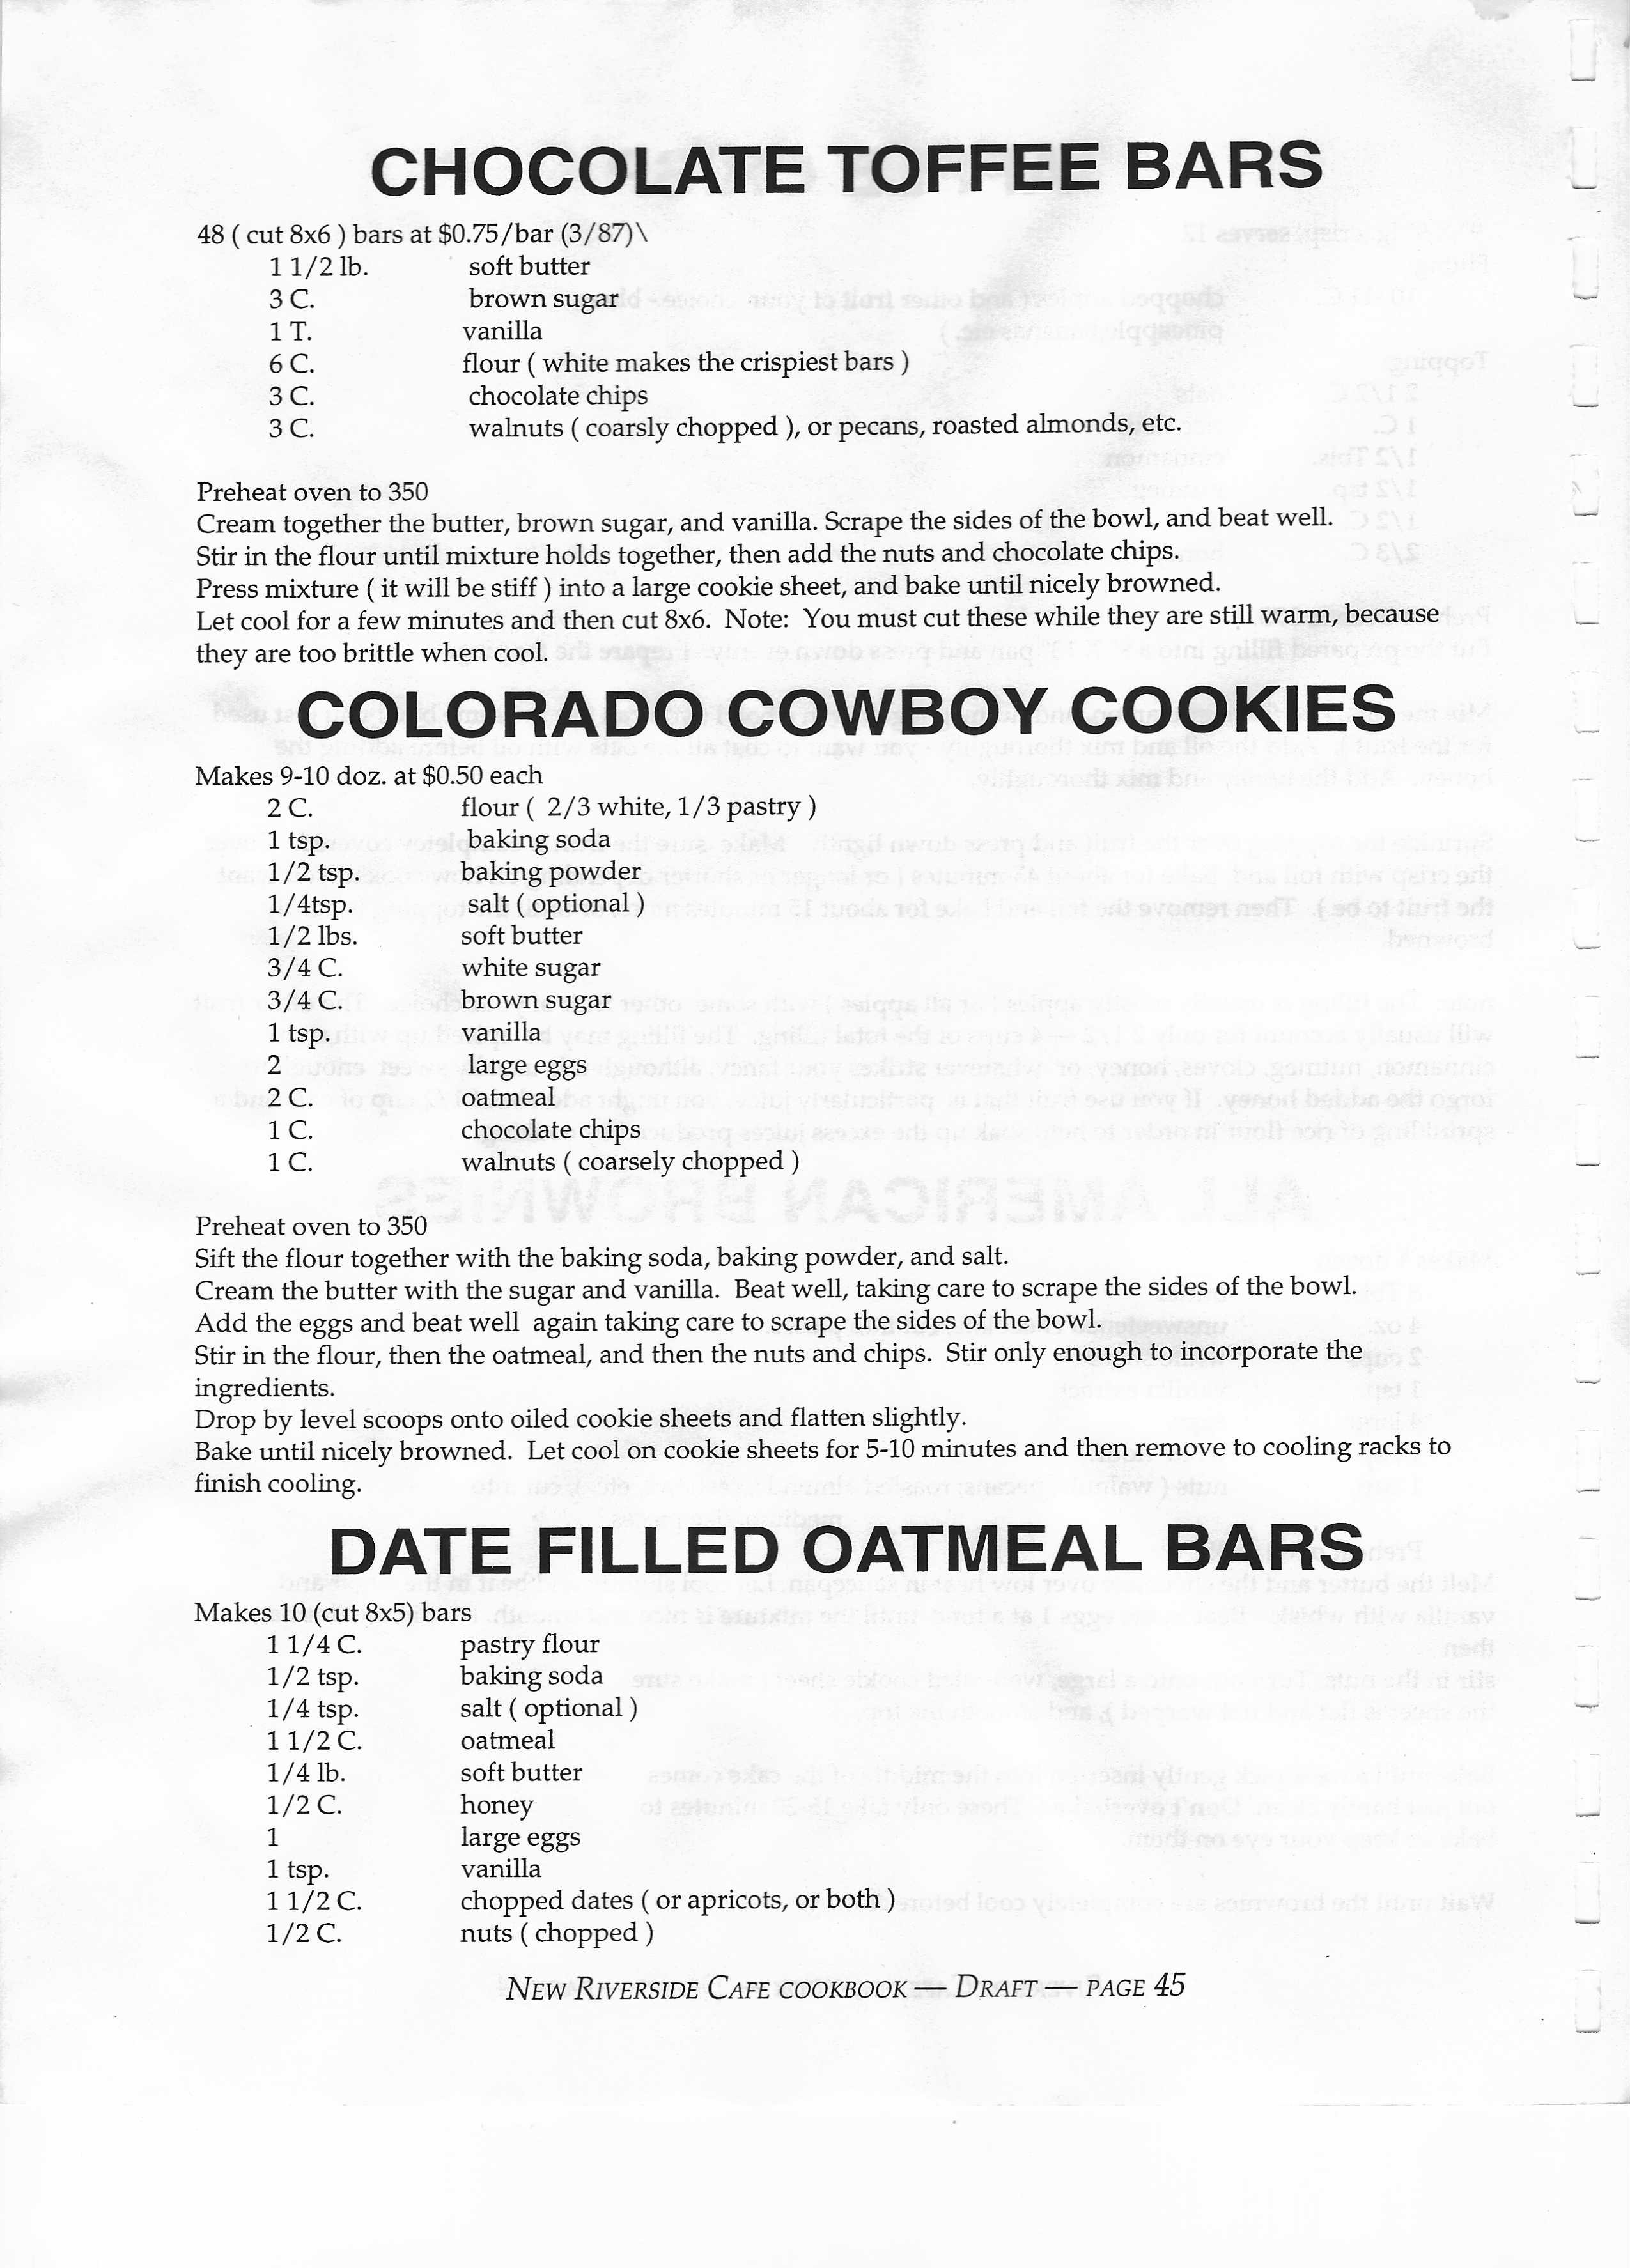 CHOCOLATE TOFFEE BARS
48 ( cut 8x6 ) bars at $0.75/bar (3/87)\
1 1/2 lb. soft butter
3 C. brown sugar
1 T. vanilla
6 C. flour ( white makes the crispiest bars )
3 C. chocolate chips
3 C. walnuts ( coarsly chopped ), or pecans, roasted almonds, etc.
Preheat oven to 350
Cream together the butter, brown sugar, and vanilla. Scrape the sides of the bowl, and beat well.
Stir in the flour until mixture holds together, then add the nuts and chocolate chips.
Press mixture ( it will be stiff ) into a large cookie sheet, and bake until nicely browned.
Let cool for a few minutes and then cut 8x6. Note: You must cut these while they are still warm, because
they are too brittle when cool.
COLORADO COWBOY COOKIES
Makes 9-10 doz. at $0.50 each
2 C. flour ( 2/3 white, 1/3 pastry )
1 tsp. baking soda
1/2 tsp. baking powder
1/4tsp. salt ( optional )
1/2 lbs. soft butter
3/4 C. white sugar
3/4 C. brown sugar
1 tsp. vanilla
2 large eggs
2 C. oatmeal
1 C. chocolate chips
1 C. walnuts ( coarsely chopped )
Preheat oven to 350
Sift the flour together with the baking soda, baking powder, and salt.
Cream the butter with the sugar and vanilla. Beat well, taking care to scrape the sides of the bowl.
Add the eggs and beat well again taking care to scrape the sides of the bowl.
Stir in the flour, then the oatmeal, and then the nuts and chips. Stir only enough to incorporate the
ingredients.
Drop by level scoops onto oiled cookie sheets and flatten slightly.
Bake until nicely browned. Let cool on cookie sheets for 5-10 minutes and then remove to cooling racks to
finish cooling.
DATE FILLED OATMEAL BARS
Makes 10 (cut 8x5) bars
1 1/4 C. pastry flour
1/2 tsp. baking soda
1/4 tsp. salt ( optional )
1 1/2 C. oatmeal
1/4 lb. soft butter
1/2 C. honey
1 large eggs
1 tsp. vanilla
1 1/2 C. chopped dates ( or apricots, or both )
1/2 C. nuts ( chopped )
NEW RIVERSIDE CAFE COOKBOOK — DRAFT — PAGE 45